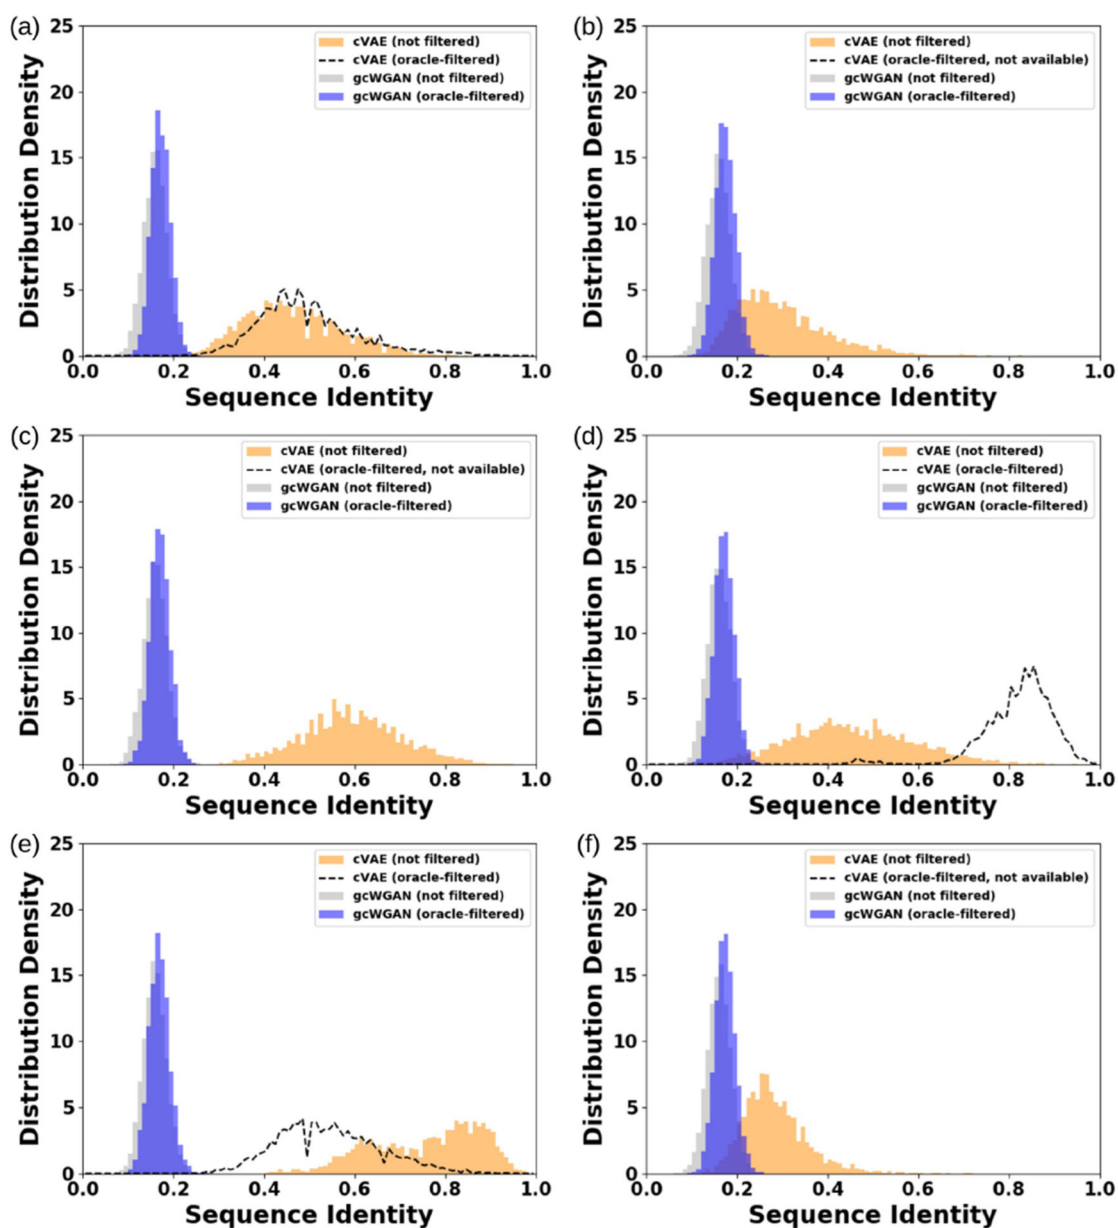 (a)
25
20
15
10
5
0
Distribution Density
cVAE (not filtered)
cVAE (oracle-filtered)
gcWGAN (not filtered)
gcWGAN (oracle-filtered)
0.0 0.2 0.4 0.6 0.8 1.0
Sequence Identity
(b)
25
20
15
10
5
0
Distribution Density
cVAE (not filtered)
cVAE (oracle-filtered, not available)
gcWGAN (not filtered)
gcWGAN (oracle-filtered)
0.0 0.2 0.4 0.6 0.8 1.0
Sequence Identity
(c)
25
20
15
10
5
0
Distribution Density
cVAE (not filtered)
cVAE (oracle-filtered, not available)
gcWGAN (not filtered)
gcWGAN (oracle-filtered)
0.0 0.2 0.4 0.6 0.8 1.0
Sequence Identity
(d)
25
20
15
10
5
0
Distribution Density
cVAE (not filtered)
cVAE (oracle-filtered)
gcWGAN (not filtered)
gcWGAN (oracle-filtered)
0.0 0.2 0.4 0.6 0.8 1.0
Sequence Identity
(e)
25
20
15
10
5
0
Distribution Density
cVAE (not filtered)
cVAE (oracle-filtered)
gcWGAN (not filtered)
gcWGAN (oracle-filtered)
0.0 0.2 0.4 0.6 0.8 1.0
Sequence Identity
(f)
25
20
15
10
5
0
Distribution Density
cVAE (not filtered)
cVAE (oracle-filtered, not available)
gcWGAN (not filtered)
gcWGAN (oracle-filtered)
0.0 0.2 0.4 0.6 0.8 1.0
Sequence Identity